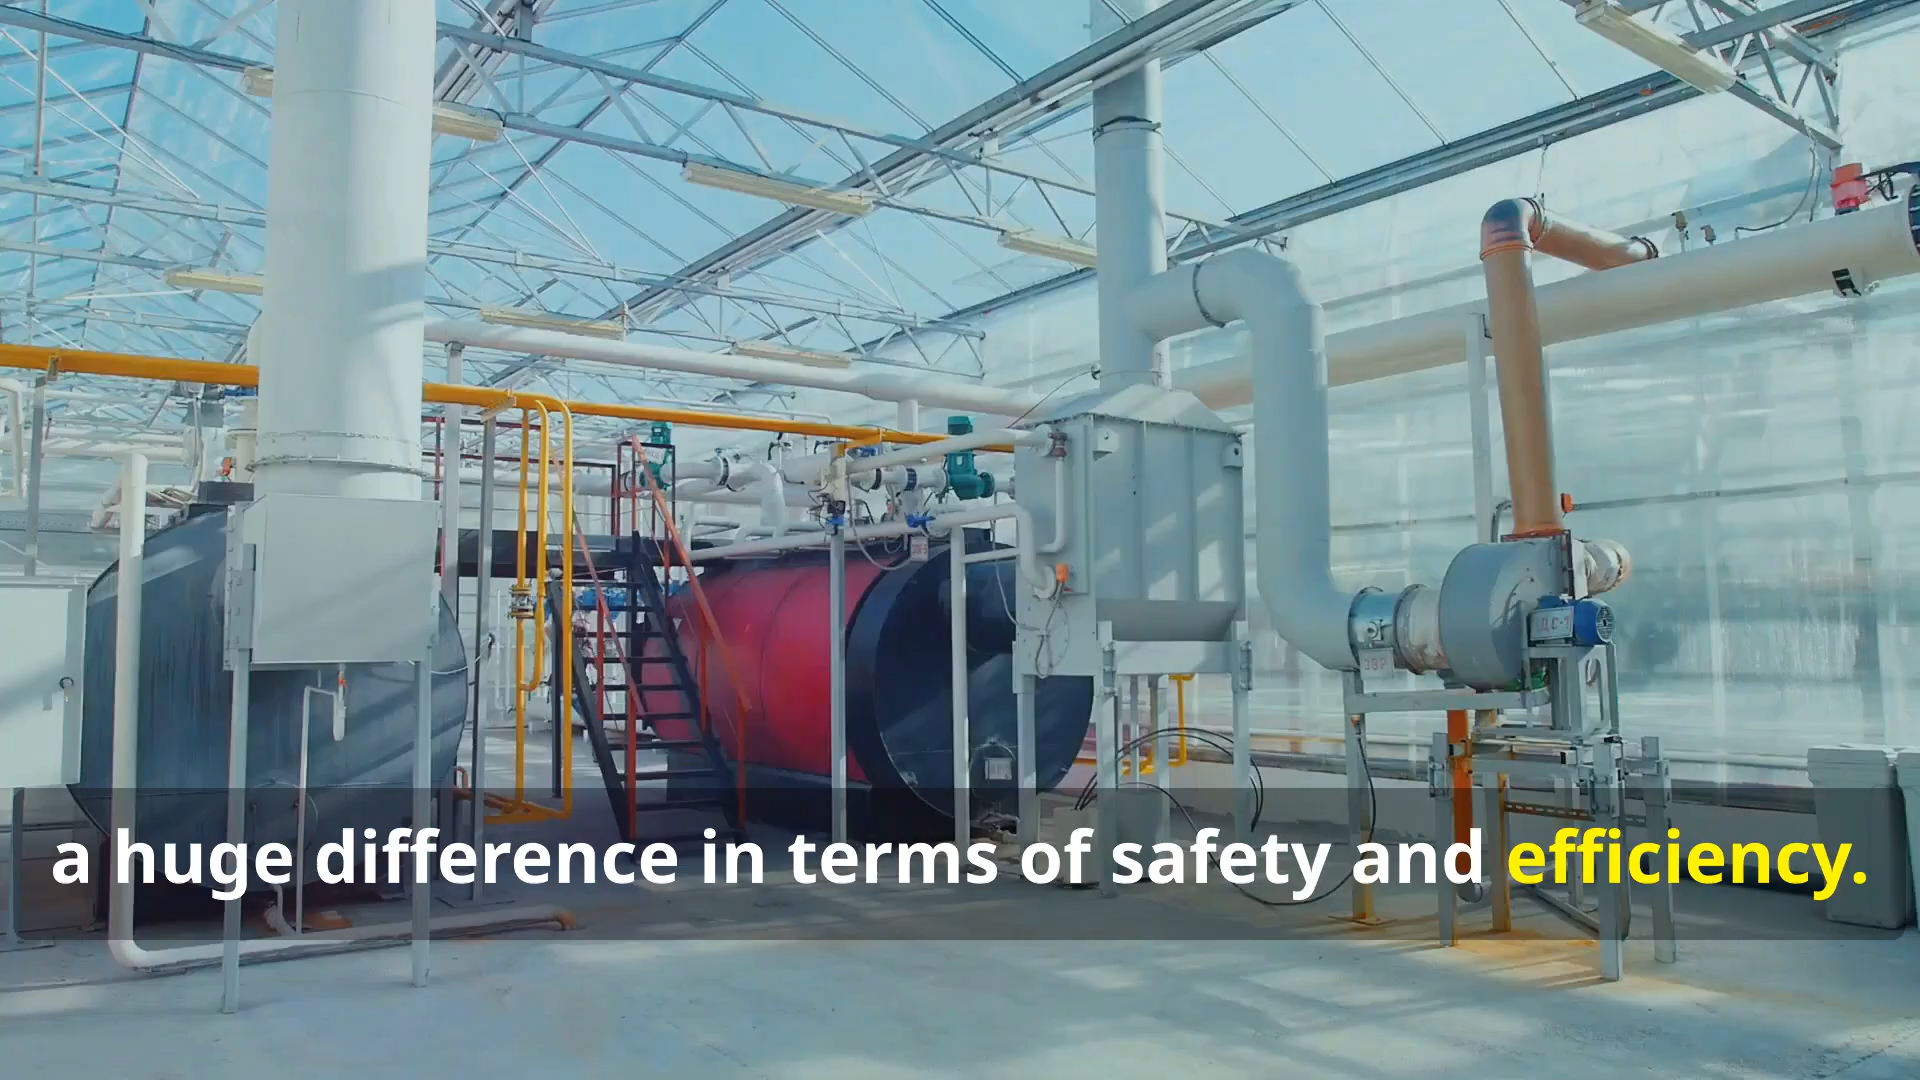 a huge difference in terms of safety and efficiency.